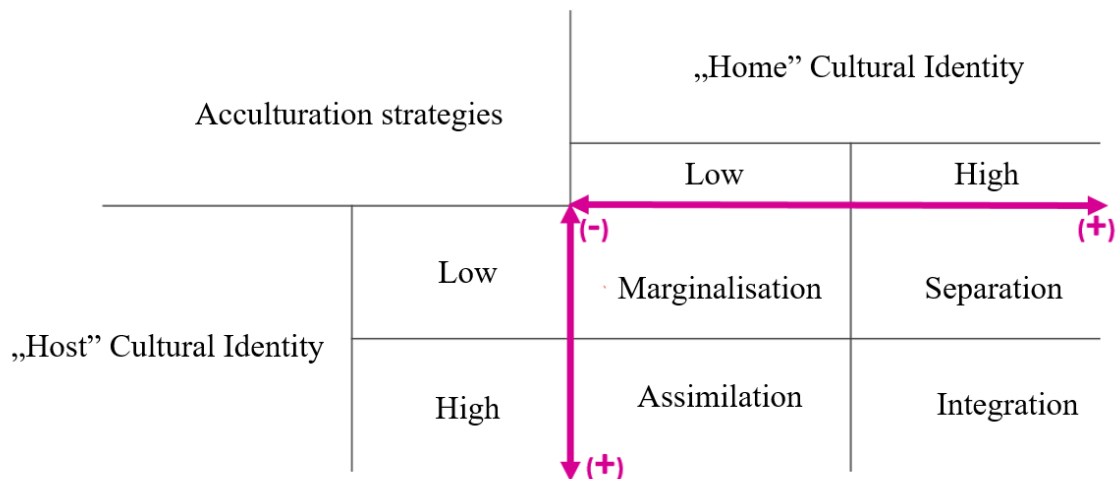 „Home” Cultural Identity
Acculturation strategies
Low High
(-) (+)
Low Marginalisation Separation
„Host” Cultural Identity
High Assimilation Integration
(+)